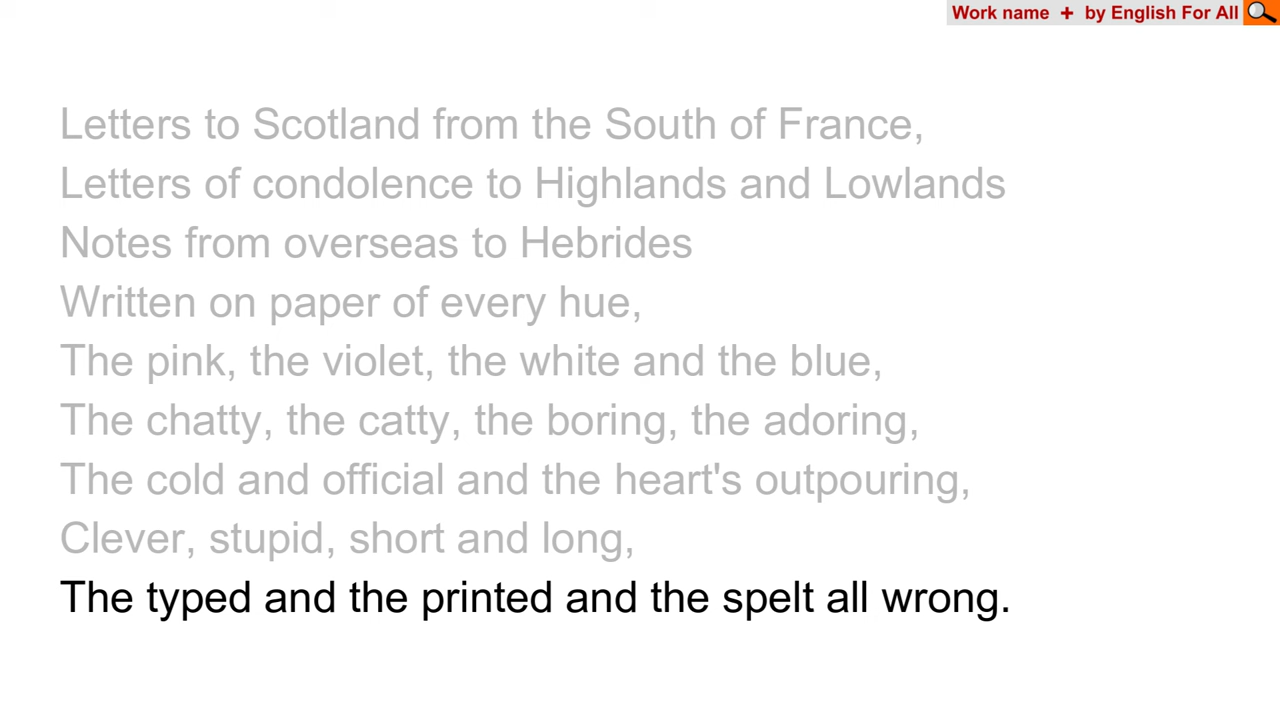 Work name + by English For All
Letters to Scotland from the South of France,
Letters of condolence to Highlands and Lowlands
Notes from overseas to Hebrides
Written on paper of every hue,
The pink, the violet, the white and the blue,
The chatty, the catty, the boring, the adoring,
The cold and official and the heart's outpouring,
Clever, stupid, short and long,
The typed and the printed and the spelt all wrong.